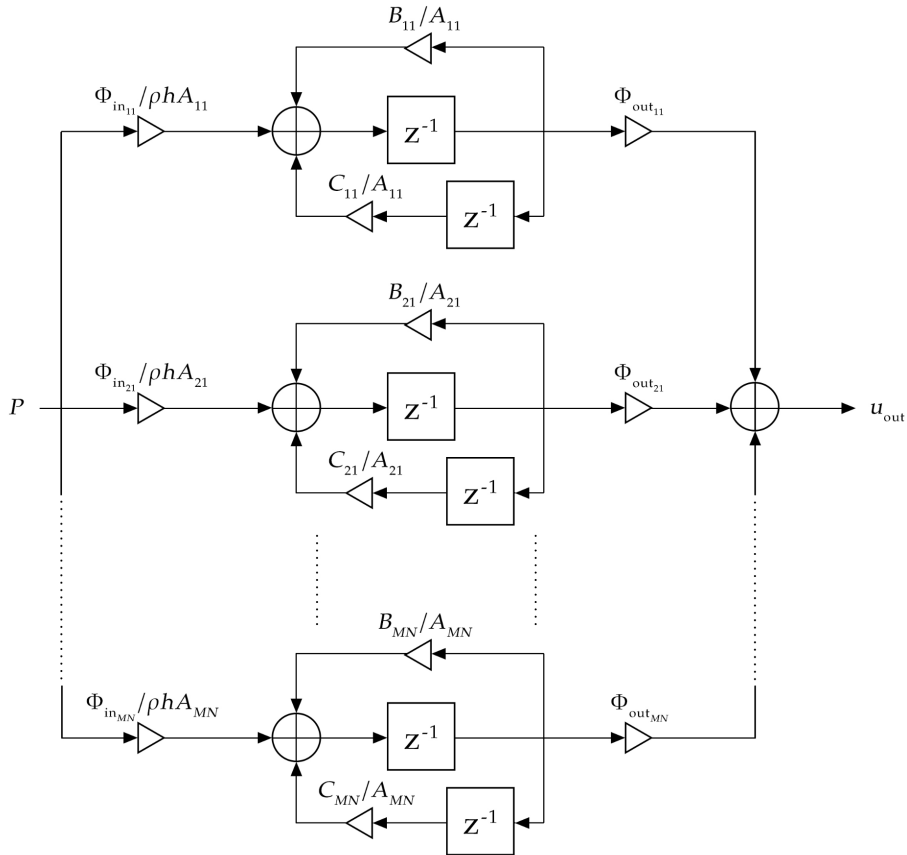 B₁₁/A₁₁
Φ_in₁₁/ρhA₁₁
Φ_out₁₁
z⁻¹
C₁₁/A₁₁
z⁻¹
B₂₁/A₂₁
Φ_in₂₁/ρhA₂₁
Φ_out₂₁
z⁻¹
P
u_out
C₂₁/A₂₁
z⁻¹
B_MN/A_MN
Φ_in_MN/ρhA_MN
Φ_out_MN
z⁻¹
C_MN/A_MN
z⁻¹